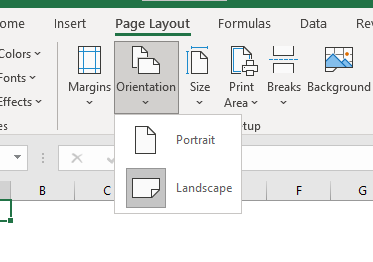 ome Insert Page Layout Formulas Data Re
Colors
Fonts
Effects
es
Margins Orientation Size Print Area Breaks Background
tup
Portrait
Landscape
B C F G